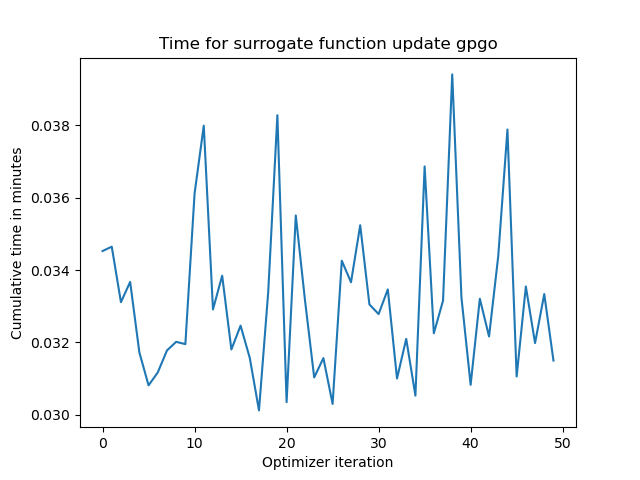 Time for surrogate function update gpgo
Cumulative time in minutes
0.038
0.036
0.034
0.032
0.030
0 10 20 30 40 50
Optimizer iteration